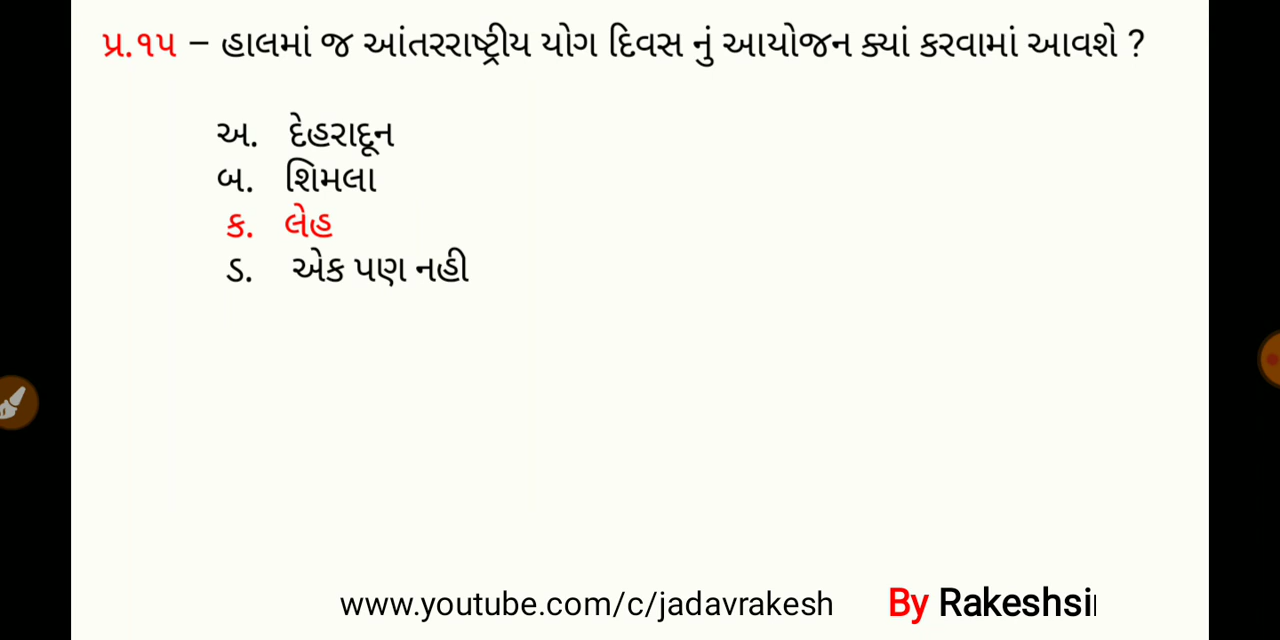 પ્ર.૧૫ – હાલમાં જ આંતરરાષ્ટ્રીય યોગ દિવસ નું આયોજન ક્યાં કરવામાં આવશે ?
અ. દેહરાદૂન
બ. શિમલા
ક. લેહ
ડ. એક પણ નહી
www.youtube.com/c/jadavrakesh By Rakeshsi